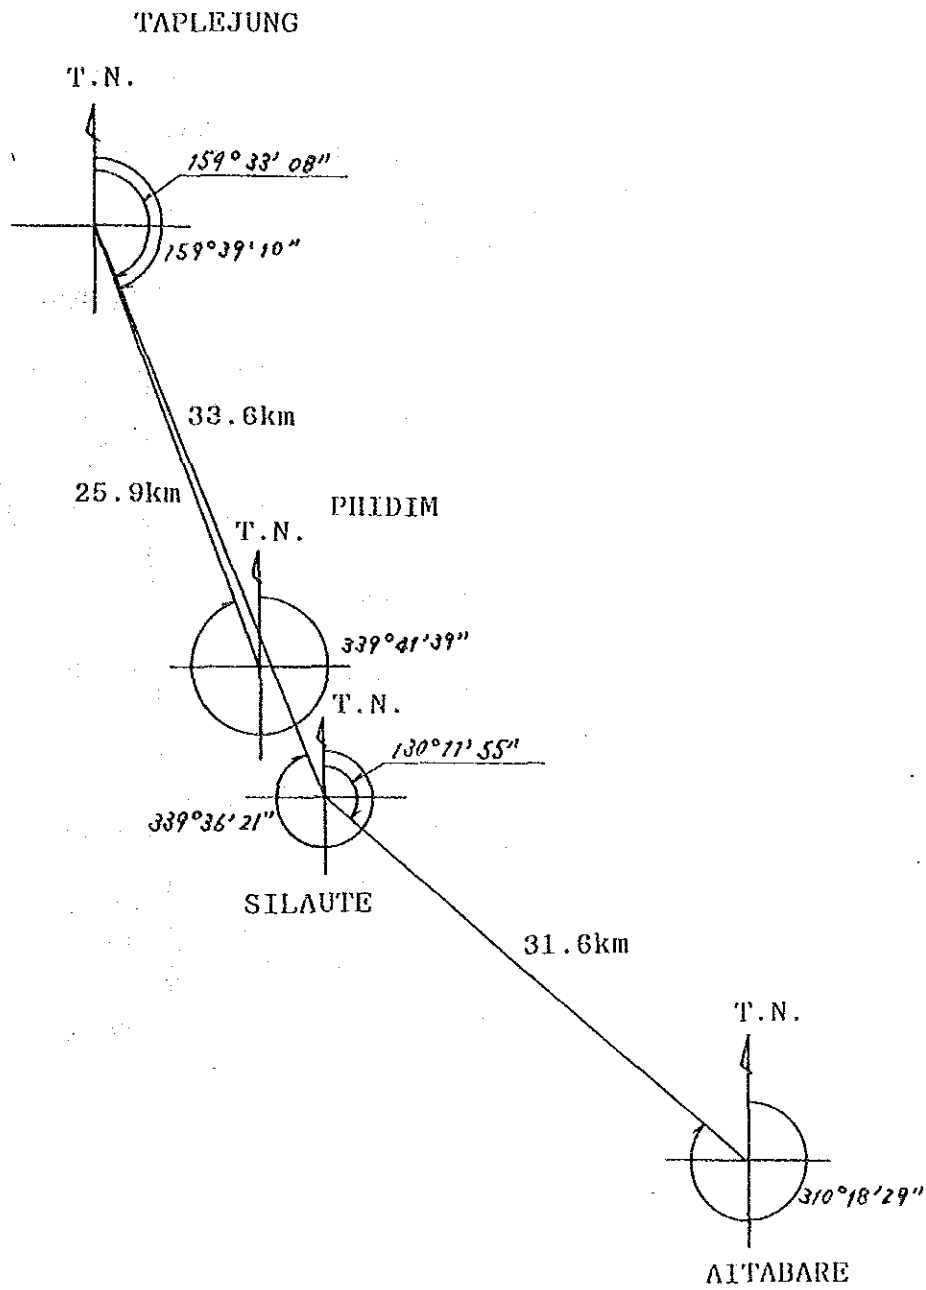 TAPLEJUNG
T.N.
159° 33' 08"
159°39'10"
33.6km
25.9km
PHIDIM
T.N.
339°41'39"
T.N.
130°11'55"
339°36'21"
SILAUTE
31.6km
T.N.
310°18'29"
AITABARE